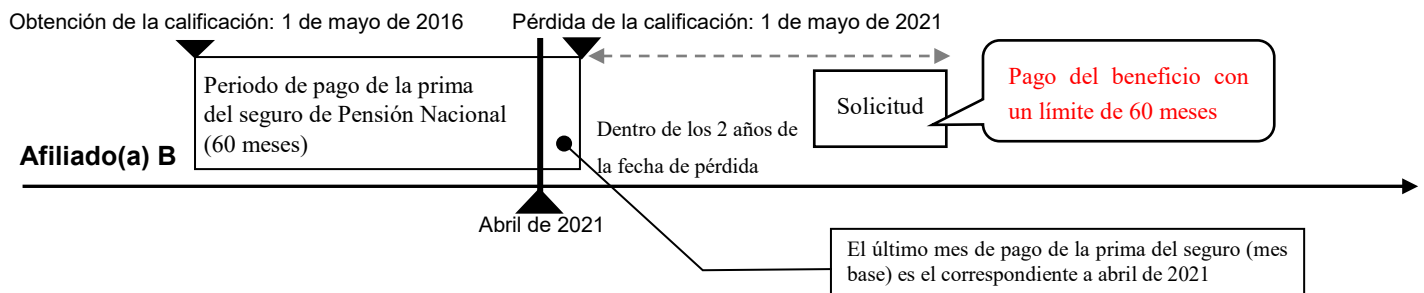 Obtención de la calificación: 1 de mayo de 2016
Pérdida de la calificación: 1 de mayo de 2021
Periodo de pago de la prima
del seguro de Pensión Nacional
(60 meses)
Afiliado(a) B
Dentro de los 2 años de
la fecha de pérdida
Solicitud
Pago del beneficio con
un límite de 60 meses
Abril de 2021
El último mes de pago de la prima del seguro (mes
base) es el correspondiente a abril de 2021